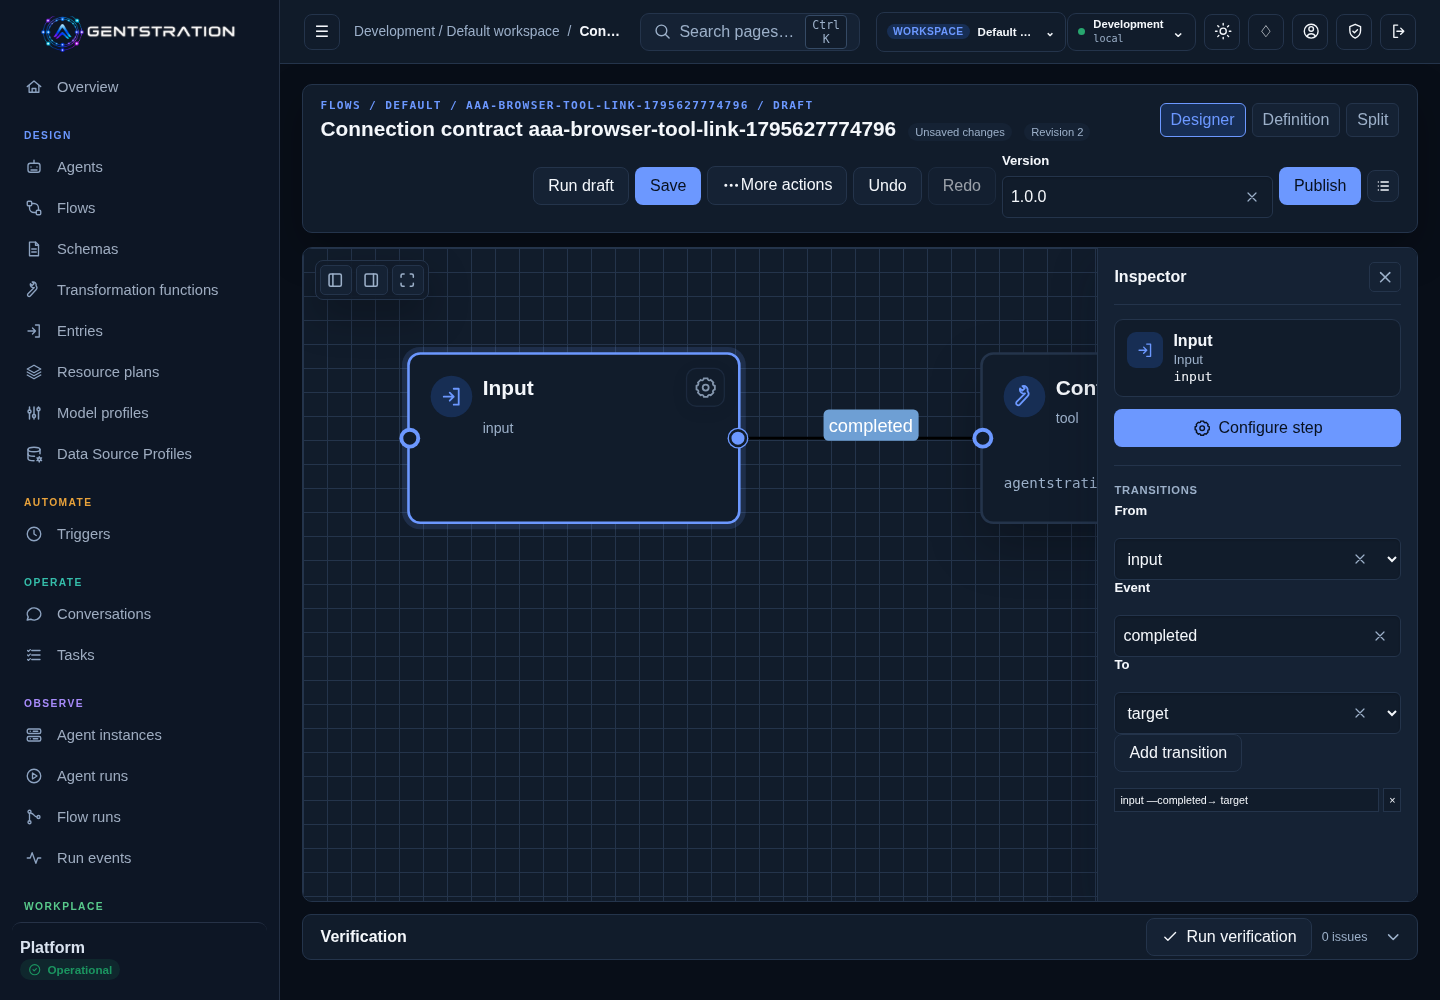 GENTSTRATION
☰
Development / Default workspace / Con...
Search pages...
Ctrl K
WORKSPACE
Default ...
Development
local
Overview
DESIGN
Agents
Flows
Schemas
Transformation functions
Entries
Resource plans
Model profiles
Data Source Profiles
AUTOMATE
Triggers
OPERATE
Conversations
Tasks
OBSERVE
Agent instances
Agent runs
Flow runs
Run events
WORKPLACE
Platform
Operational
FLOWS / DEFAULT / AAA-BROWSER-TOOL-LINK-1795627774796 / DRAFT
Connection contract aaa-browser-tool-link-1795627774796
Unsaved changes
Revision 2
Designer
Definition
Split
Run draft
Save
···More actions
Undo
Redo
Version
1.0.0
Publish
Input
input
completed
Con
tool
agentstrati
Inspector
Input
Input
input
Configure step
TRANSITIONS
From
input
Event
completed
To
target
Add transition
input —completed→ target
×
Verification
Run verification
0 issues